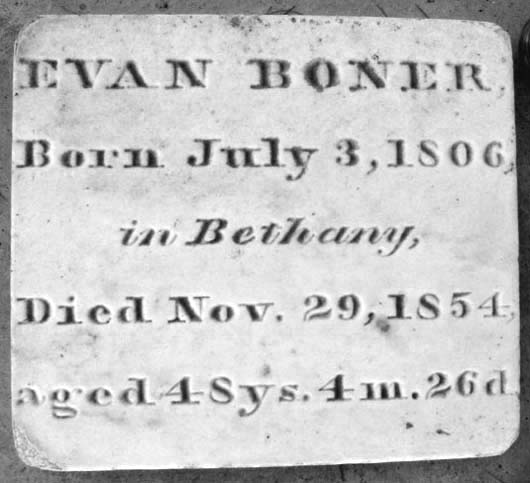 EVAN BONER,
Born July 3, 1806,
in Bethany,
Died Nov. 29, 1854,
aged 48ys. 4m. 26d.